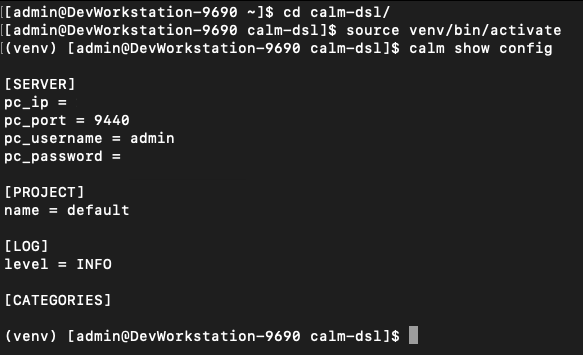 [[admin@DevWorkstation-9690 ~]$ cd calm-dsl/
[[admin@DevWorkstation-9690 calm-dsl]$ source venv/bin/activate
[(venv) [admin@DevWorkstation-9690 calm-dsl]$ calm show config
[SERVER]
pc_ip =
pc_port = 9440
pc_username = admin
pc_password =
[PROJECT]
name = default
[LOG]
level = INFO
[CATEGORIES]
(venv) [admin@DevWorkstation-9690 calm-dsl]$